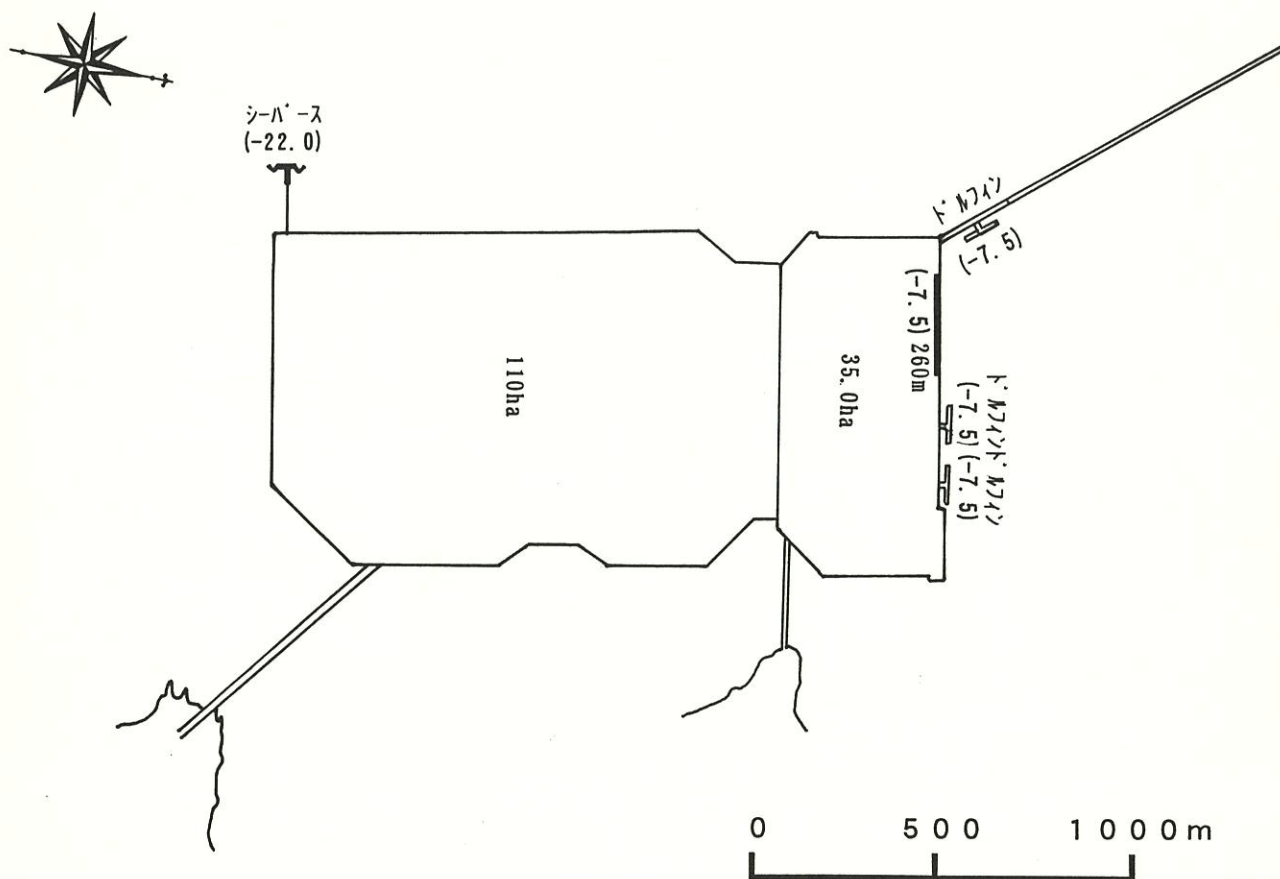 シーバース
(-22.0)
ドルフィン
(-7.5)
(-7.5) 260m
ドルフィンドルフィン
(-7.5) (-7.5)
110ha
35.0ha
0 500 1000m